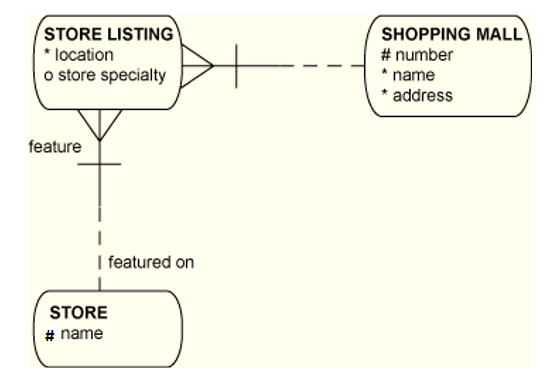 STORE LISTING
* location
o store specialty
SHOPPING MALL
# number
* name
* address
feature
featured on
STORE
# name